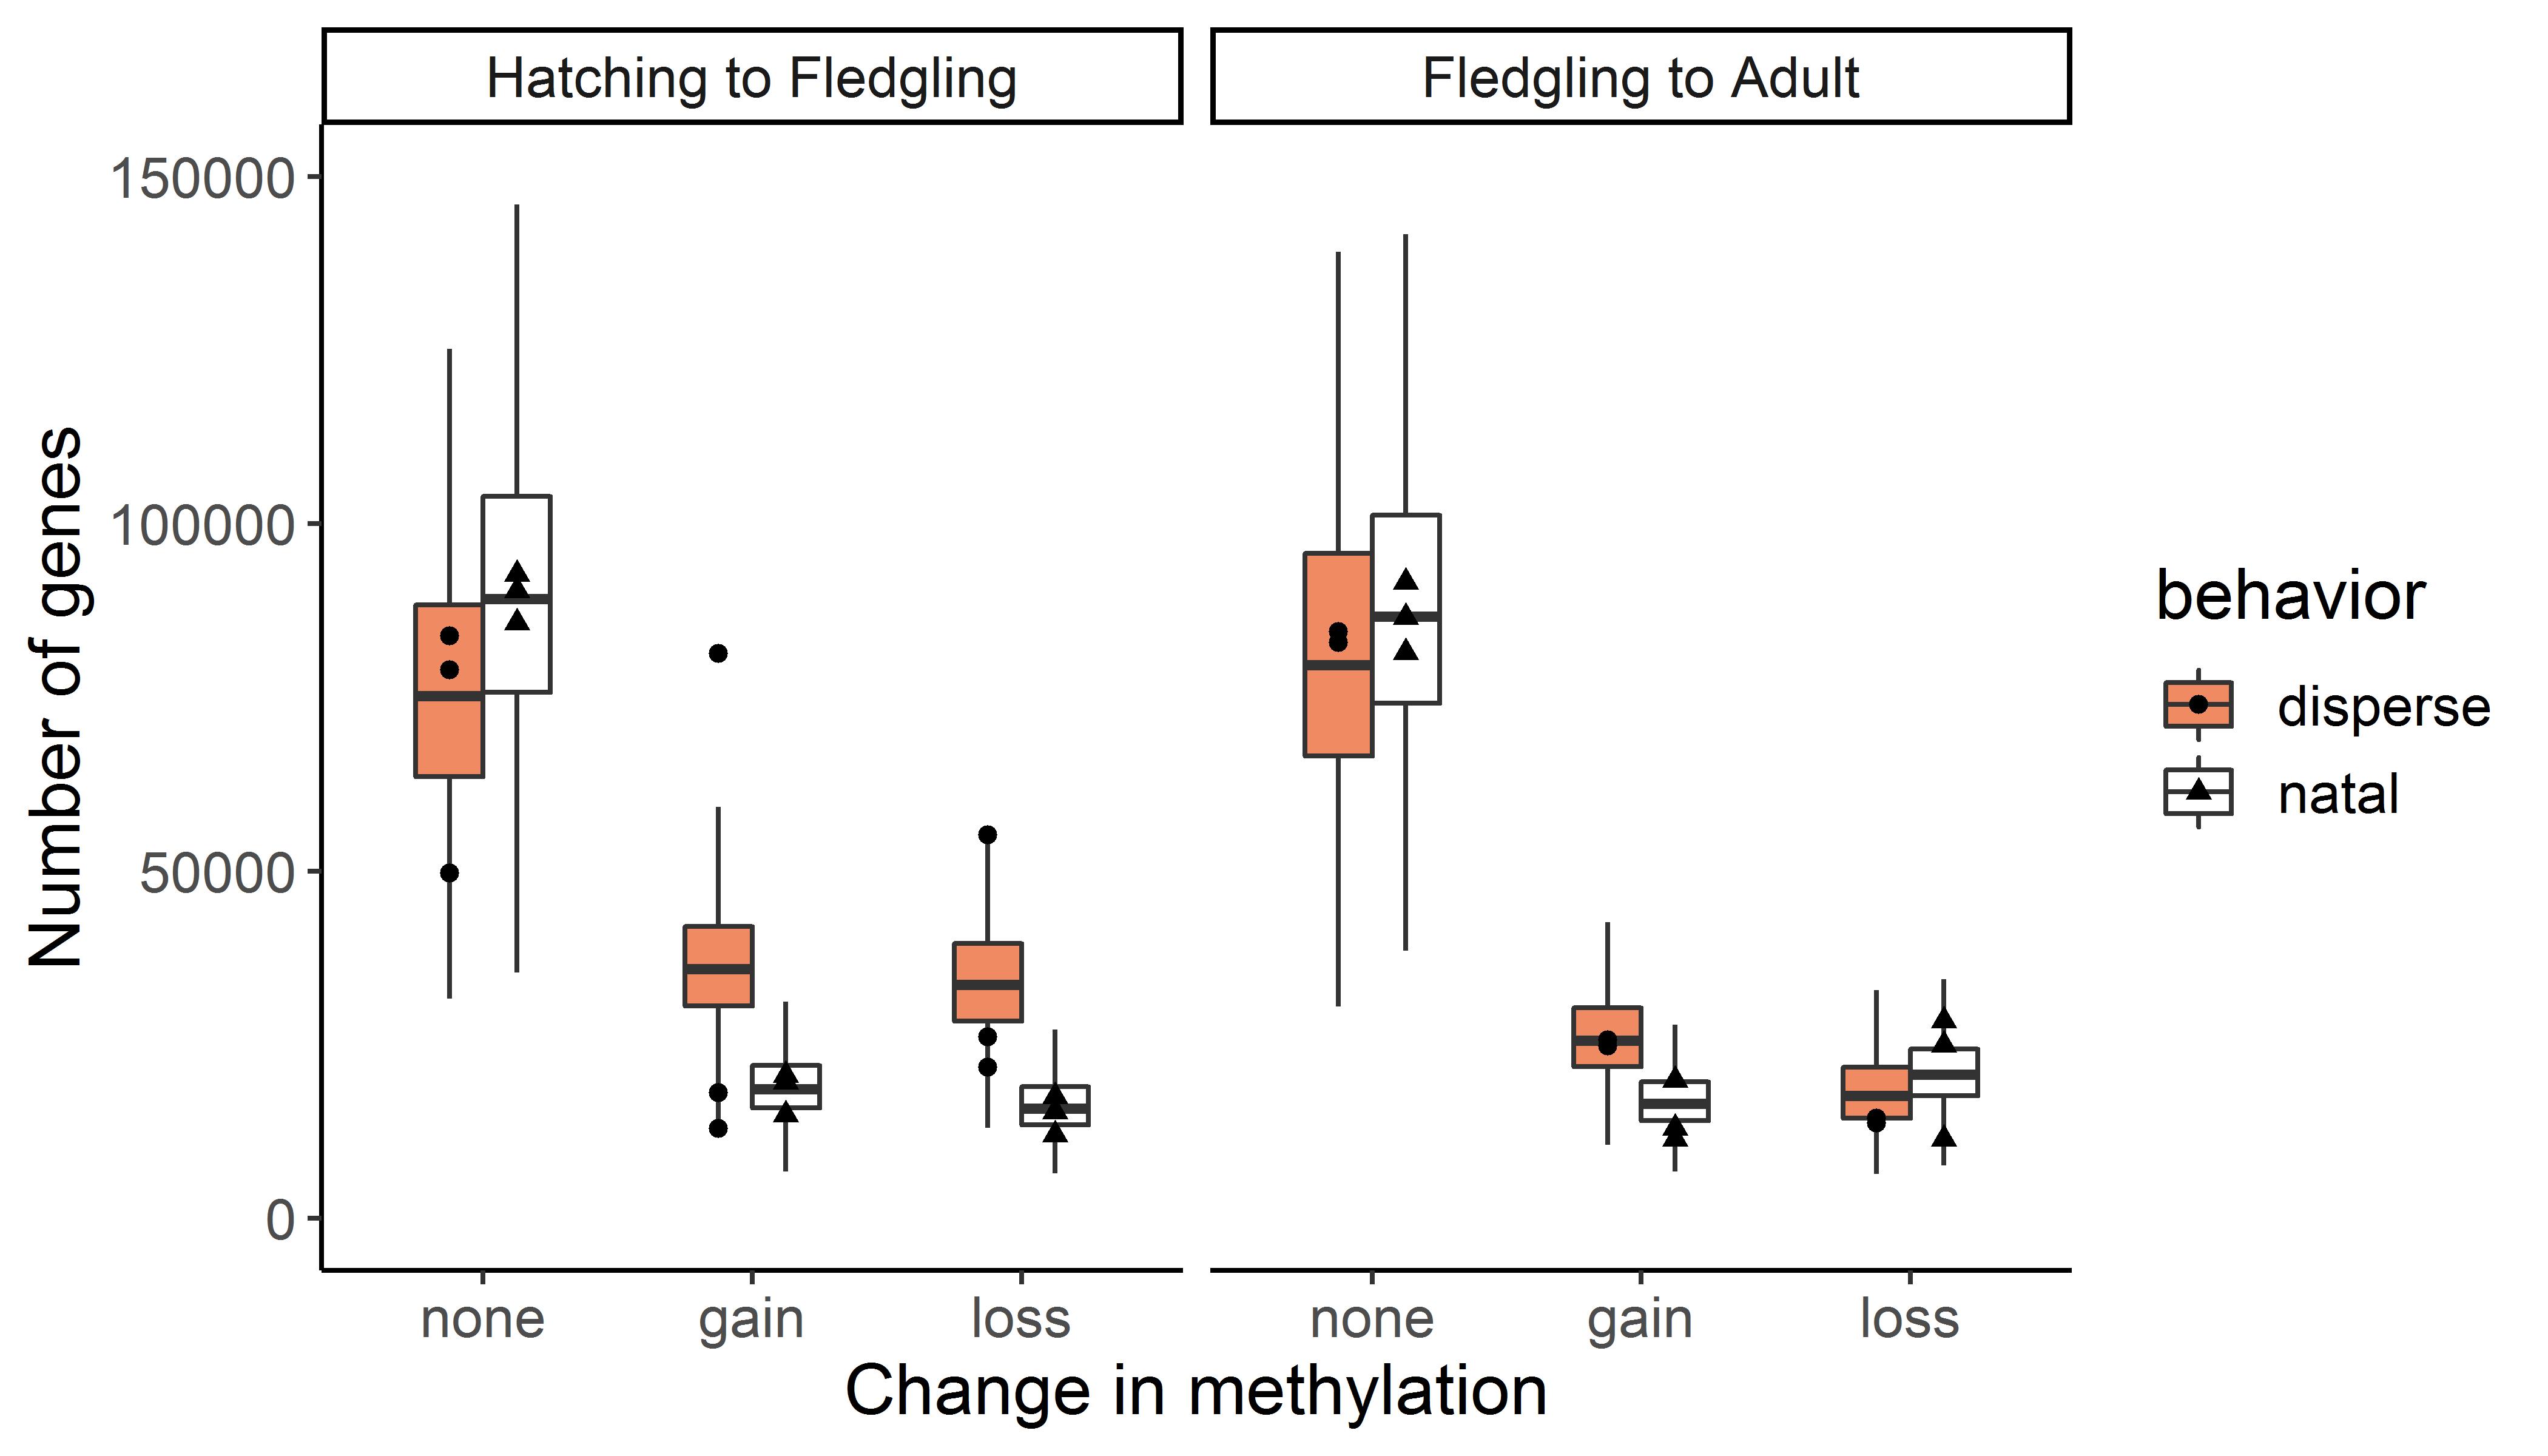 Hatching to Fledgling
Fledgling to Adult
150000
100000
50000
0
Number of genes
none
gain
loss
none
gain
loss
Change in methylation
behavior
disperse
natal